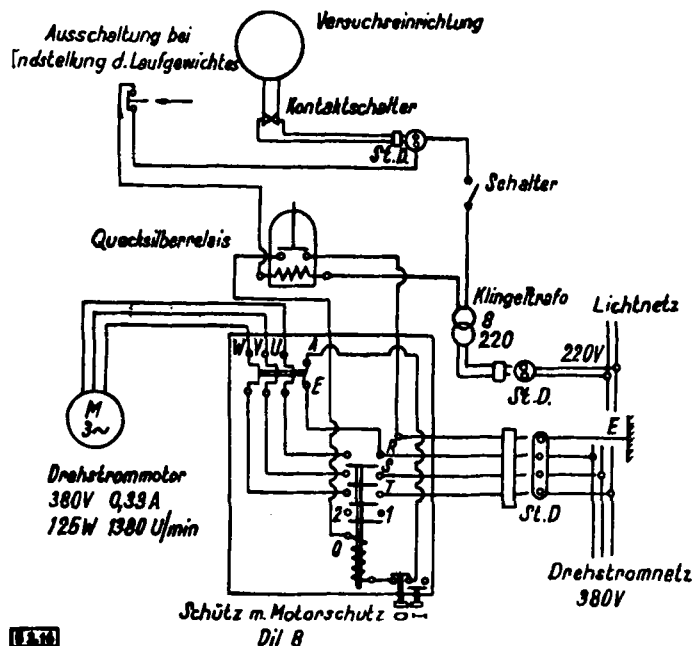 Versuchseinrichtung
Ausschaltung bei
Endstellung d. Laufgewichtes
Kontaktschalter
St.D.
Schalter
Quecksilberrelais
Klingeltrafo
8
220
Lichtnetz
220V
St.D.
W V U A
E
E
M
3~
R
S
T
2 1
0
St.D
Drehstrommotor
380V 0,33A
125W 1380 U/min
Drehstromnetz
380V
O I
Schütz m. Motorschutz
Dil 8